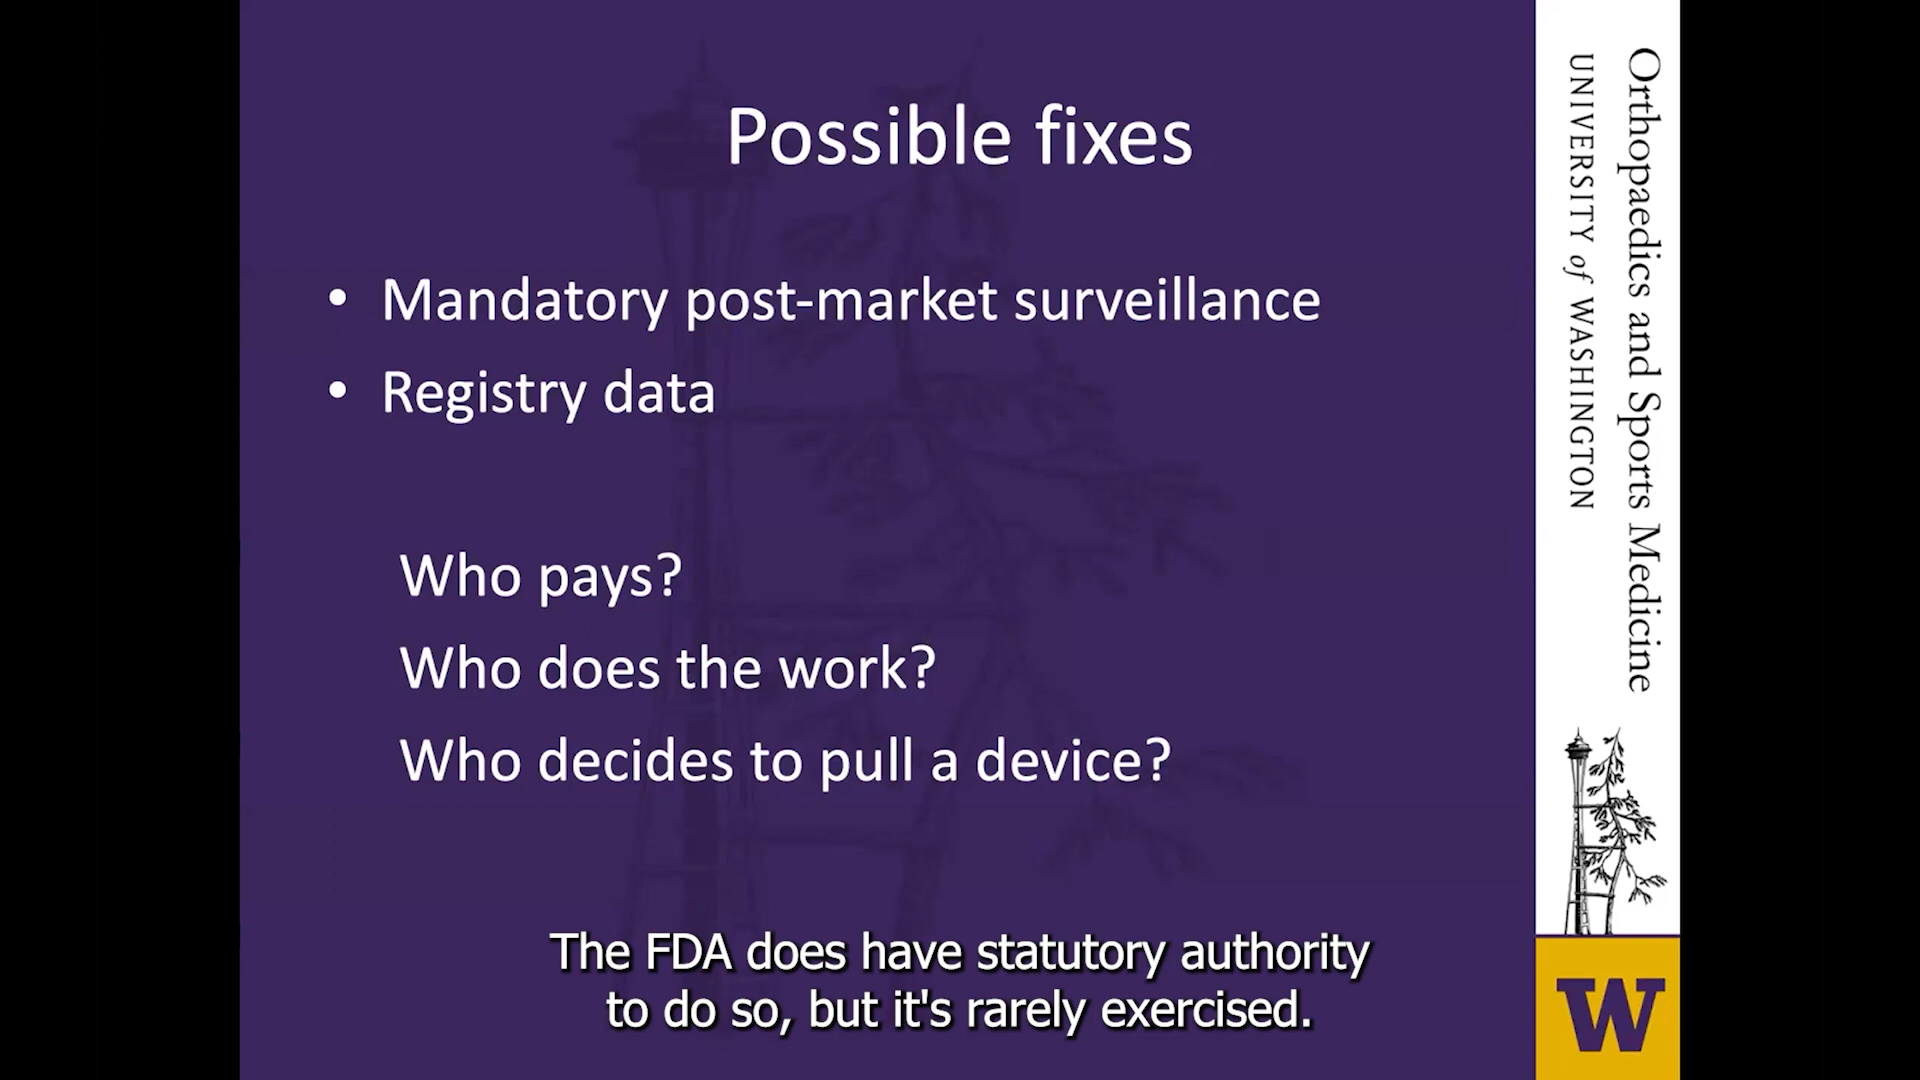 Possible fixes
• Mandatory post-market surveillance
• Registry data
Who pays?
Who does the work?
Who decides to pull a device?
The FDA does have statutory authority
to do so, but it's rarely exercised.
Orthopaedics and Sports Medicine
UNIVERSITY of WASHINGTON
W